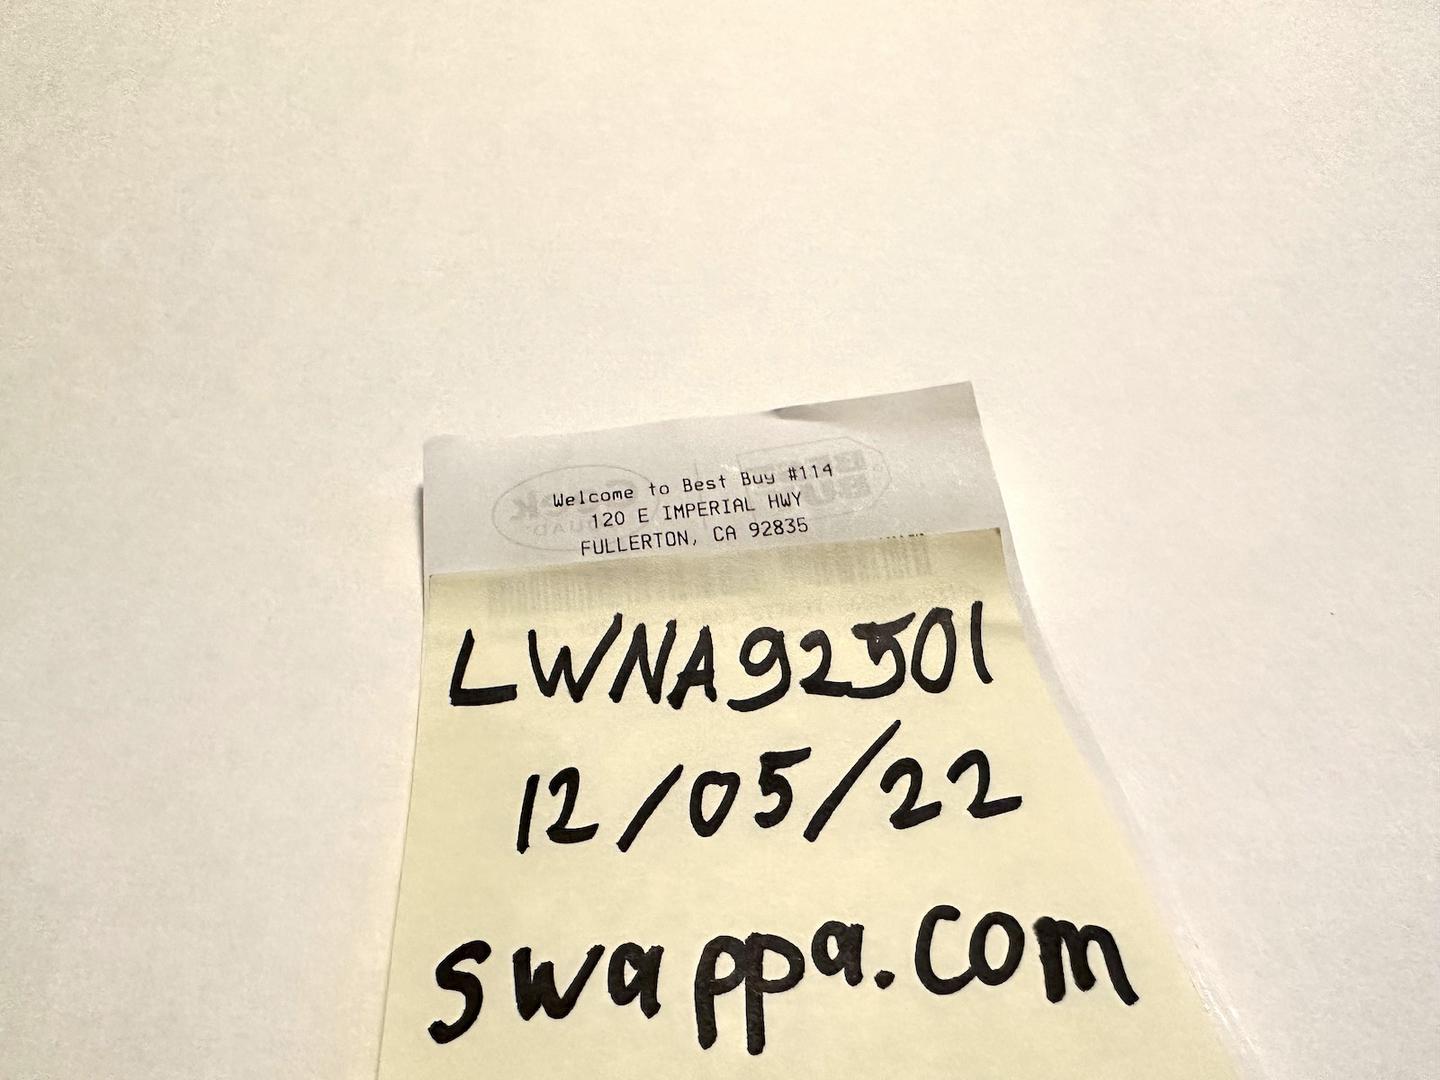 Welcome to Best Buy #114
120 E IMPERIAL HWY
FULLERTON, CA 92835
LWNA92501
12/05/22
swappa.com